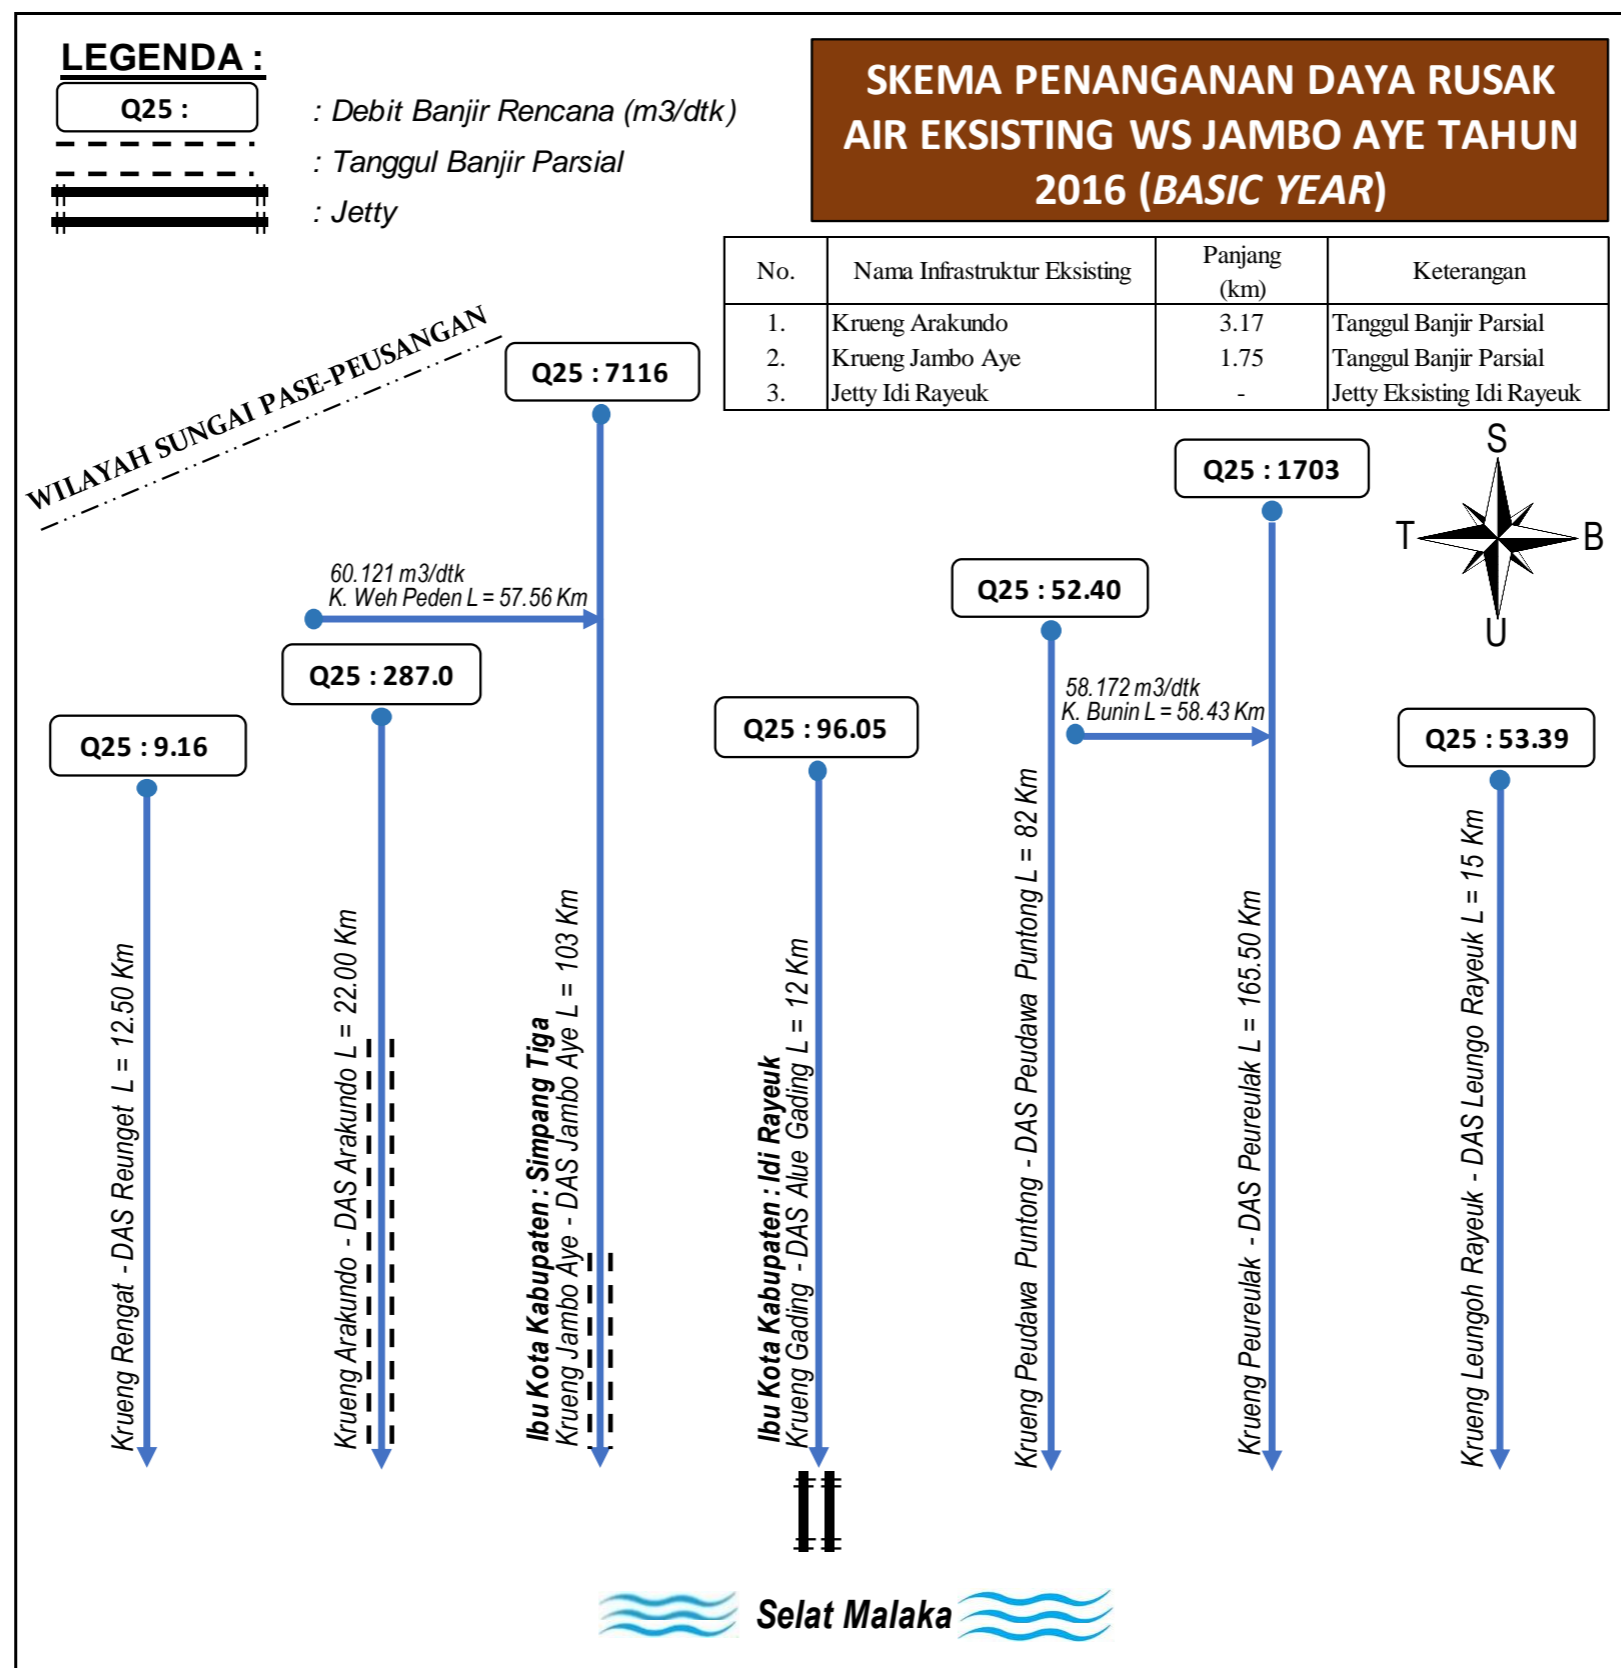 LEGENDA :
Q25 :
: Debit Banjir Rencana (m3/dtk)
: Tanggul Banjir Parsial
: Jetty
SKEMA PENANGANAN DAYA RUSAK
AIR EKSISTING WS JAMBO AYE TAHUN
2016 (BASIC YEAR)
No. Nama Infrastruktur Eksisting Panjang (km) Keterangan
1. Krueng Arakundo 3.17 Tanggul Banjir Parsial
2. Krueng Jambo Aye 1.75 Tanggul Banjir Parsial
3. Jetty Idi Rayeuk - Jetty Eksisting Idi Rayeuk
WILAYAH SUNGAI PASE-PEUSANGAN
Q25 : 7116
S
T
B
U
Q25 : 1703
60.121 m3/dtk
K. Weh Peden L = 57.56 Km
Q25 : 52.40
Q25 : 287.0
58.172 m3/dtk
K. Bunin L = 58.43 Km
Q25 : 9.16
Q25 : 96.05
Q25 : 53.39
Krueng Rengat - DAS Reunget L = 12.50 Km
Krueng Arakundo - DAS Arakundo L = 22.00 Km
Ibu Kota Kabupaten : Simpang Tiga
Krueng Jambo Aye - DAS Jambo Aye L = 103 Km
Ibu Kota Kabupaten : Idi Rayeuk
Krueng Gading - DAS Alue Gading L = 12 Km
Krueng Peudawa Puntong - DAS Peudawa Puntong L = 82 Km
Krueng Peureulak - DAS Peureulak L = 165.50 Km
Krueng Leungoh Rayeuk - DAS Leungo Rayeuk L = 15 Km
Selat Malaka